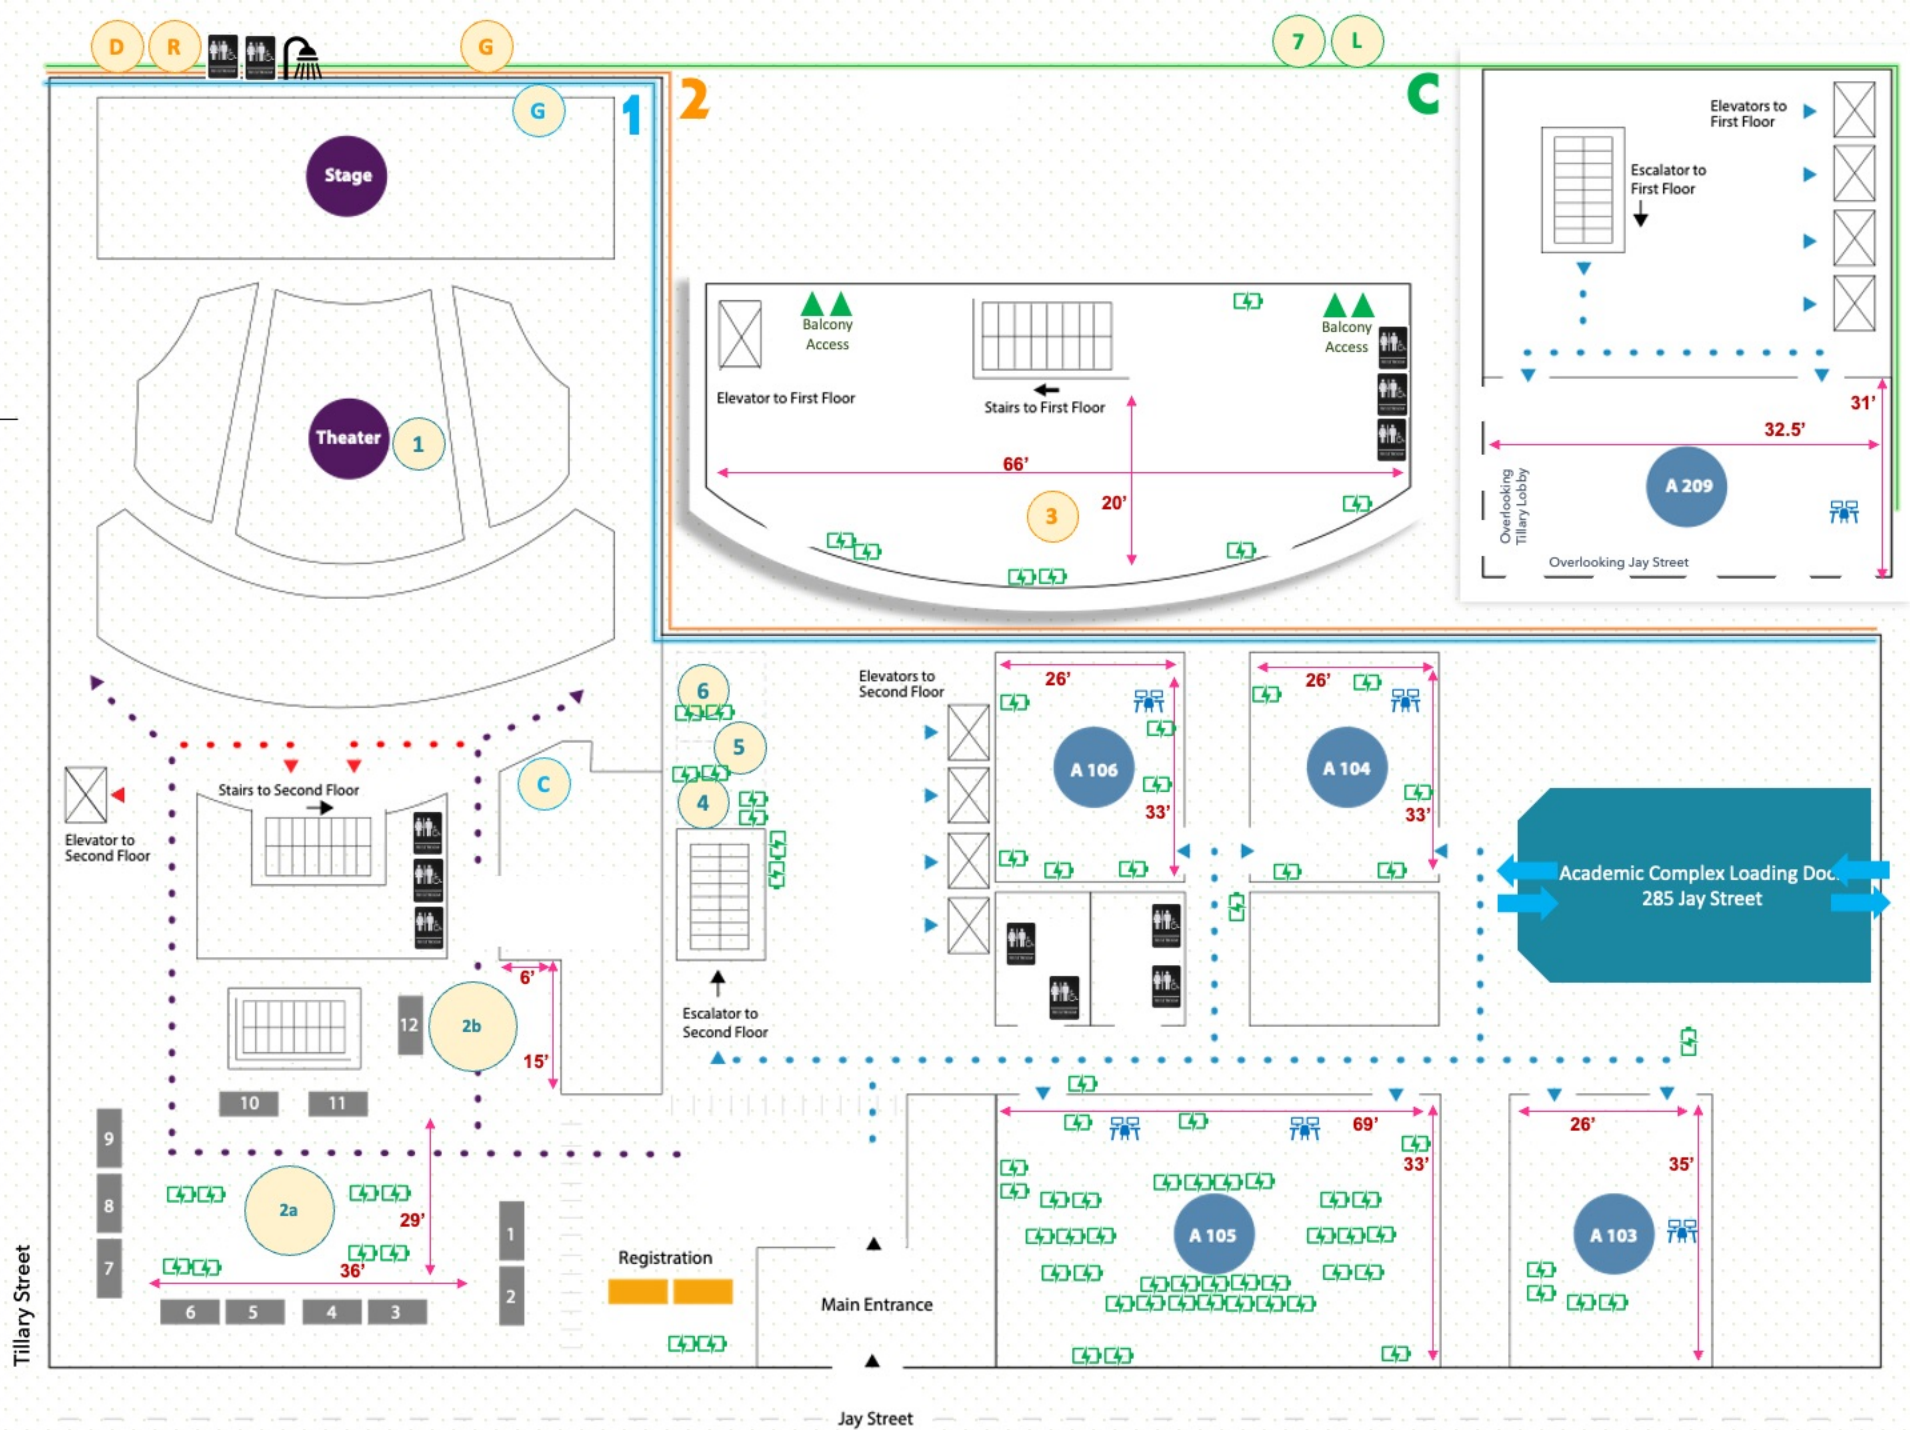 D
R
G
7
L
G
1
2
C
Stage
Elevators to
First Floor
Escalator to
First Floor
Balcony
Access
Balcony
Access
Elevator to First Floor
Stairs to First Floor
31'
32.5'
Theater
1
66'
A 209
20'
3
Overlooking
Tillary Lobby
Overlooking Jay Street
6
Elevators to
Second Floor
26'
26'
5
A 106
A 104
C
Stairs to Second Floor
4
33'
33'
Elevator to
Second Floor
Academic Complex Loading Doc
285 Jay Street
6'
12
2b
Escalator to
Second Floor
15'
10
11
9
69'
26'
33'
35'
8
2a
29'
1
A 105
A 103
7
36'
Registration
2
6
5
4
3
Main Entrance
Tillary Street
Jay Street